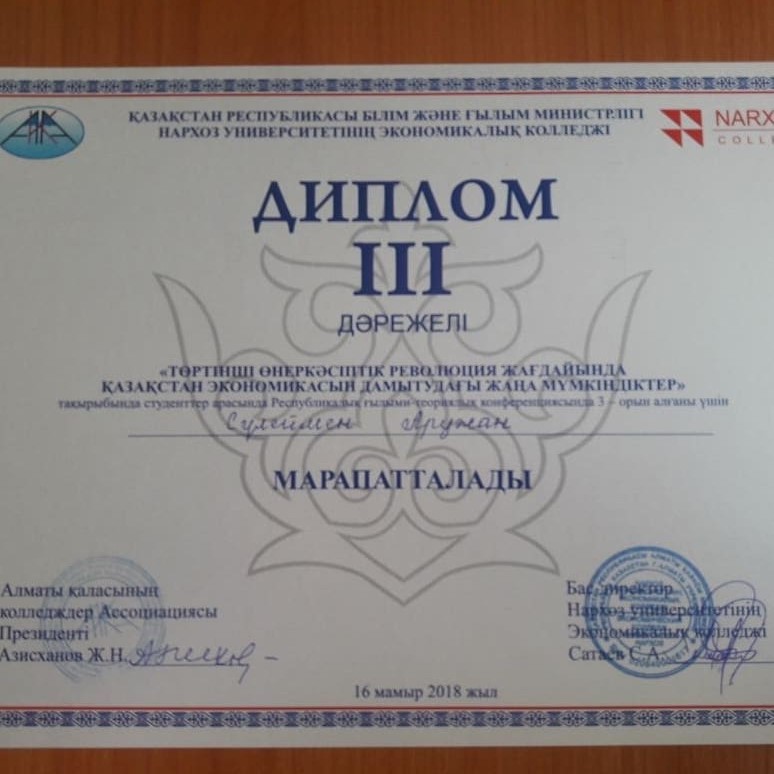 ҚАЗАҚСТАН РЕСПУБЛИКАСЫ БІЛІМ ЖӘНЕ ҒЫЛЫМ МИНИСТРЛІГІ
НАРХОЗ УНИВЕРСИТЕТІНІҢ ЭКОНОМИКАЛЫҚ КОЛЛЕДЖІ
NARX
COLLE
ДИПЛОМ
III
ДӘРЕЖЕЛІ
«ТӨРТІНШІ ӨНЕРКӘСІПТІК РЕВОЛЮЦИЯ ЖАҒДАЙЫНДА
ҚАЗАҚСТАН ЭКОНОМИКАСЫН ДАМЫТУДАҒЫ ЖАҢА МҮМКІНДІКТЕР»
тақырыбында студенттер арасында Республикалық ғылыми-теориялық конференциясында 3 – орын алғаны үшін
Сүлеймен Аружан
МАРАПАТТАЛАДЫ
Алматы қаласының
колледждер Ассоциациясы
Президенті
Азисханов Ж.Н.
Бас директор
Нархоз университетінің
Экономикалық колледжі
Сатаев С.А.
16 мамыр 2018 жыл